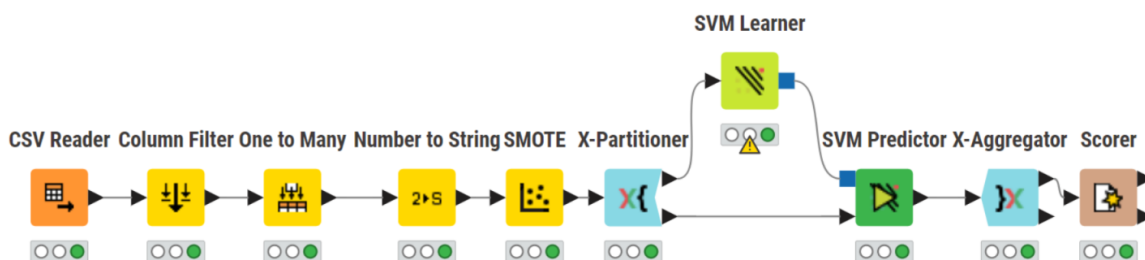 SVM Learner
CSV Reader Column Filter One to Many Number to String SMOTE X-Partitioner SVM Predictor X-Aggregator Scorer
2▸S X{ }X